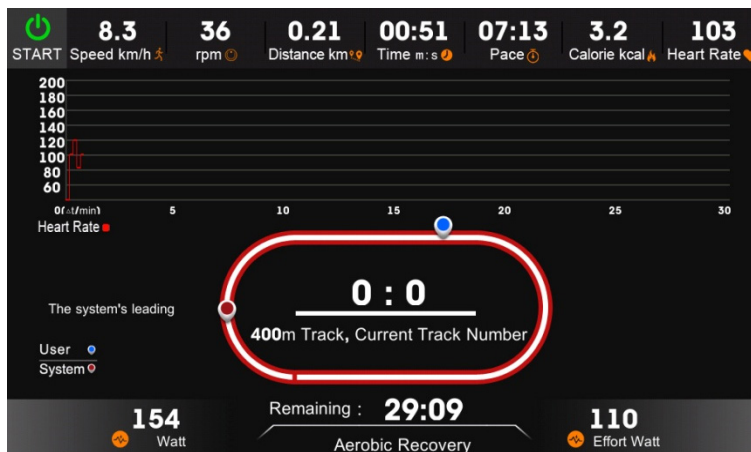 8.3 36 0.21 00:51 07:13 3.2 103
START Speed km/h rpm Distance km Time m:s Pace Calorie kcal Heart Rate
200
180
160
140
120
100
80
60
0(△t/min) 5 10 15 20 25 30
Heart Rate
0 : 0
The system's leading
400m Track, Current Track Number
User
System
Remaining : 29:09
154 110
Watt Effort Watt
Aerobic Recovery